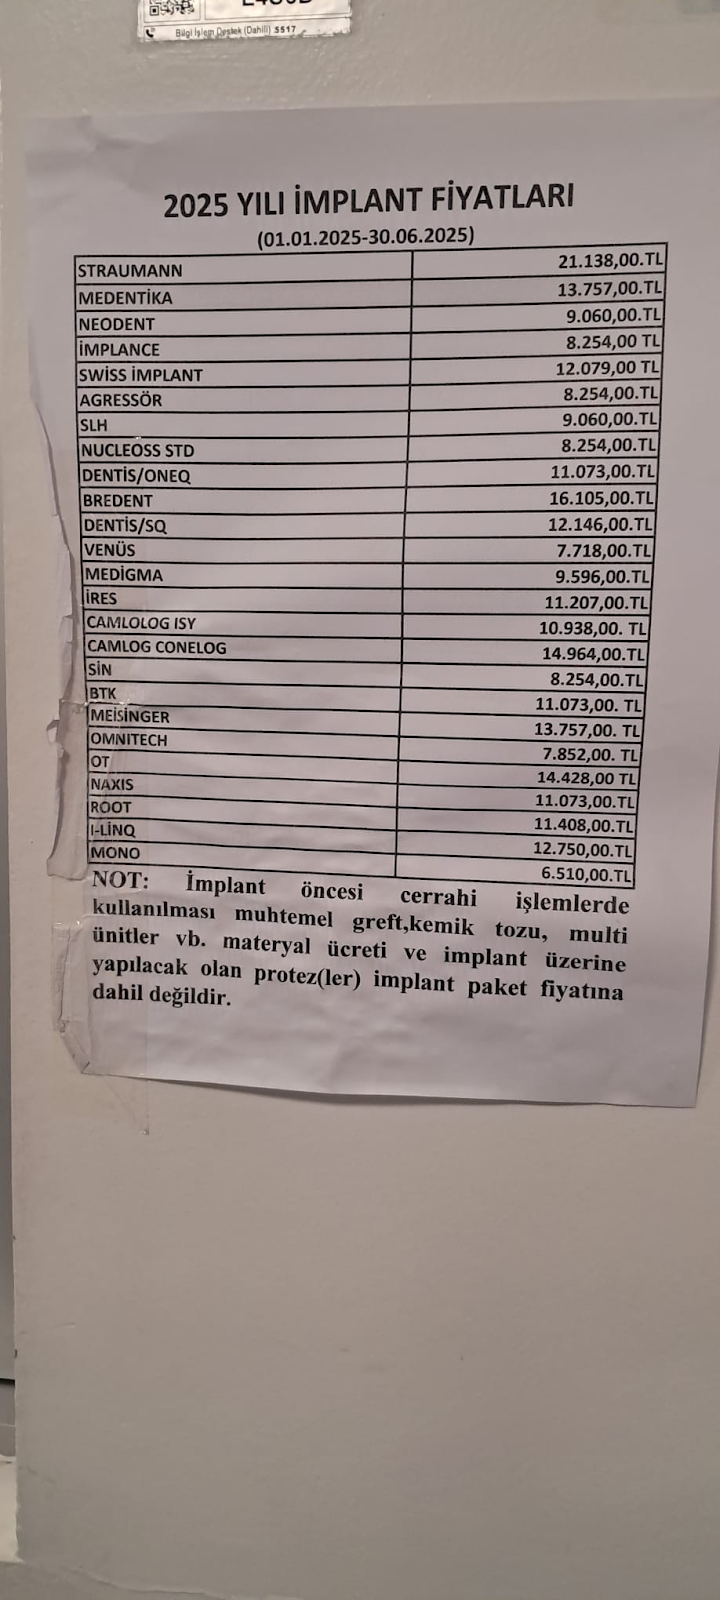 Bilgi İşlem Destek (Dahili) 5517
2025 YILI İMPLANT FİYATLARI
(01.01.2025-30.06.2025)
STRAUMANN 21.138,00.TL
MEDENTİKA 13.757,00.TL
NEODENT 9.060,00.TL
İMPLANCE 8.254,00 TL
SWİSS İMPLANT 12.079,00 TL
AGRESSÖR 8.254,00.TL
SLH 9.060,00.TL
NUCLEOSS STD 8.254,00.TL
DENTİS/ONEQ 11.073,00.TL
BREDENT 16.105,00.TL
DENTİS/SQ 12.146,00.TL
VENÜS 7.718,00.TL
MEDİGMA 9.596,00.TL
İRES 11.207,00.TL
CAMLOLOG ISY 10.938,00. TL
CAMLOG CONELOG 14.964,00.TL
SİN 8.254,00.TL
BTK 11.073,00. TL
MEISİNGER 13.757,00. TL
OMNITECH 7.852,00. TL
OT 14.428,00 TL
NAXIS 11.073,00.TL
ROOT 11.408,00.TL
I-LİNQ 12.750,00.TL
MONO 6.510,00.TL
NOT: İmplant öncesi cerrahi işlemlerde
kullanılması muhtemel greft,kemik tozu, multi
ünitler vb. materyal ücreti ve implant üzerine
yapılacak olan protez(ler) implant paket fiyatına
dahil değildir.